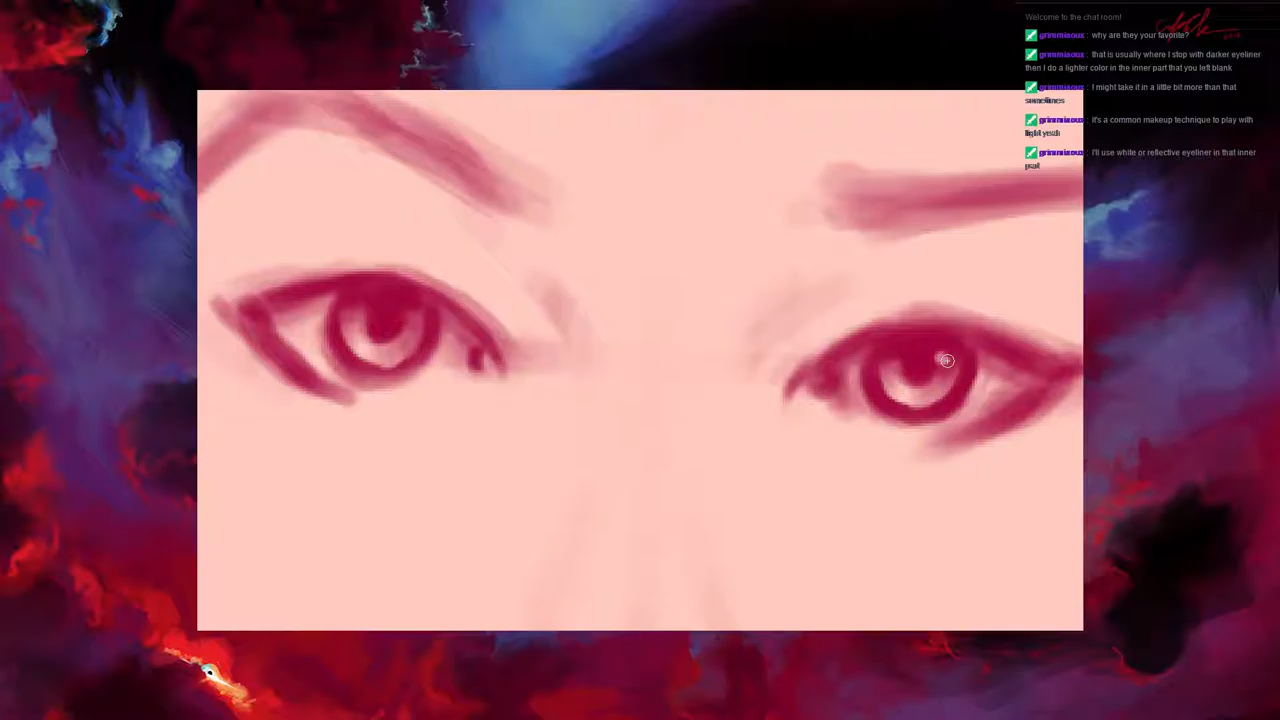 Welcome to the chat room!
grimmiaoux : why are they your favorite?
grimmiaoux : that is usually where I stop with darker eyeliner
then I do a lighter color in the inner part that you left blank
grimmiaoux : I might take it in a little bit more than that
sometimes
grimmiaoux : it's a common makeup technique to play with
light yeah
grimmiaoux : I'll use white or reflective eyeliner in that inner
part